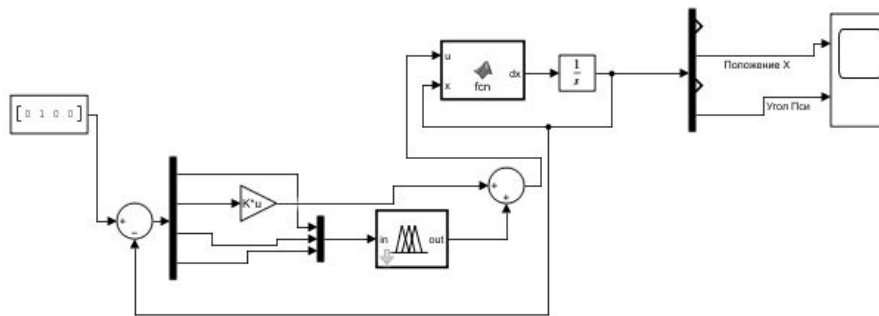 u
dx
x
fcn
1
s
Положение X
Угол Пси
[ 0 1 0 0 ]
+
−
K*u
+
+
in
out